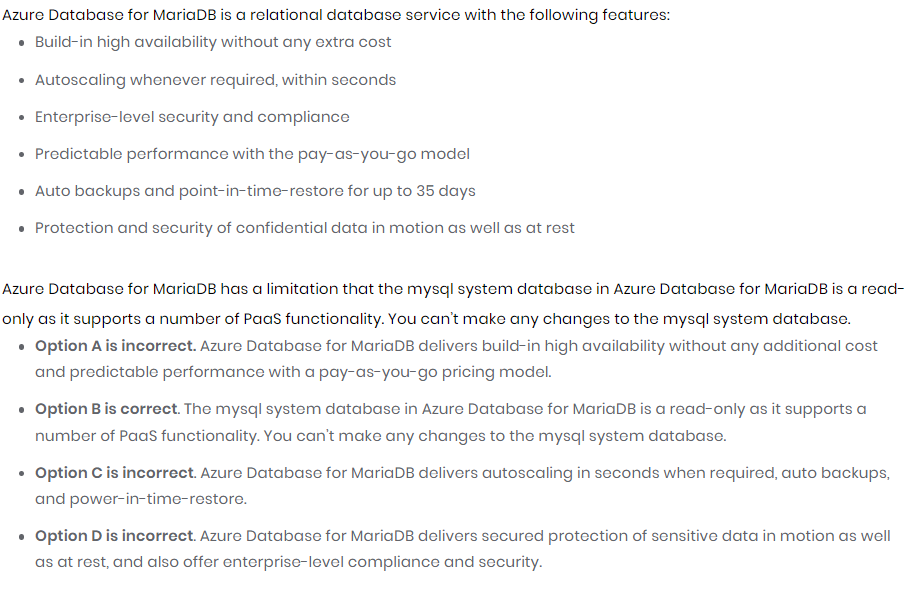 Azure Database for MariaDB is a relational database service with the following features:
• Build-in high availability without any extra cost
• Autoscaling whenever required, within seconds
• Enterprise-level security and compliance
• Predictable performance with the pay-as-you-go model
• Auto backups and point-in-time-restore for up to 35 days
• Protection and security of confidential data in motion as well as at rest
Azure Database for MariaDB has a limitation that the mysql system database in Azure Database for MariaDB is a read-
only as it supports a number of PaaS functionality. You can't make any changes to the mysql system database.
• Option A is incorrect. Azure Database for MariaDB delivers build-in high availability without any additional cost
and predictable performance with a pay-as-you-go pricing model.
• Option B is correct. The mysql system database in Azure Database for MariaDB is a read-only as it supports a
number of PaaS functionality. You can't make any changes to the mysql system database.
• Option C is incorrect. Azure Database for MariaDB delivers autoscaling in seconds when required, auto backups,
and power-in-time-restore.
• Option D is incorrect. Azure Database for MariaDB delivers secured protection of sensitive data in motion as well
as at rest, and also offer enterprise-level compliance and security.